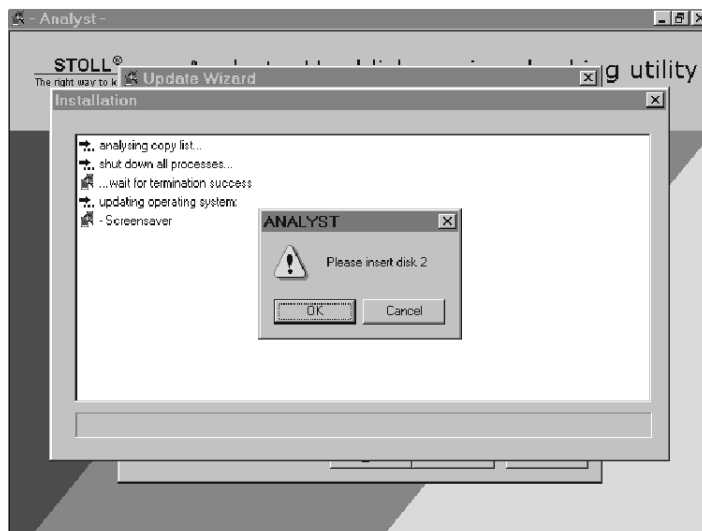 - Analyst -
STOLL®
The right way to k
g utility
Update Wizard
Installation
analysing copy list...
shut down all processes...
...wait for termination success
updating operating system:
- Screensaver
ANALYST
Please insert disk 2
OK
Cancel